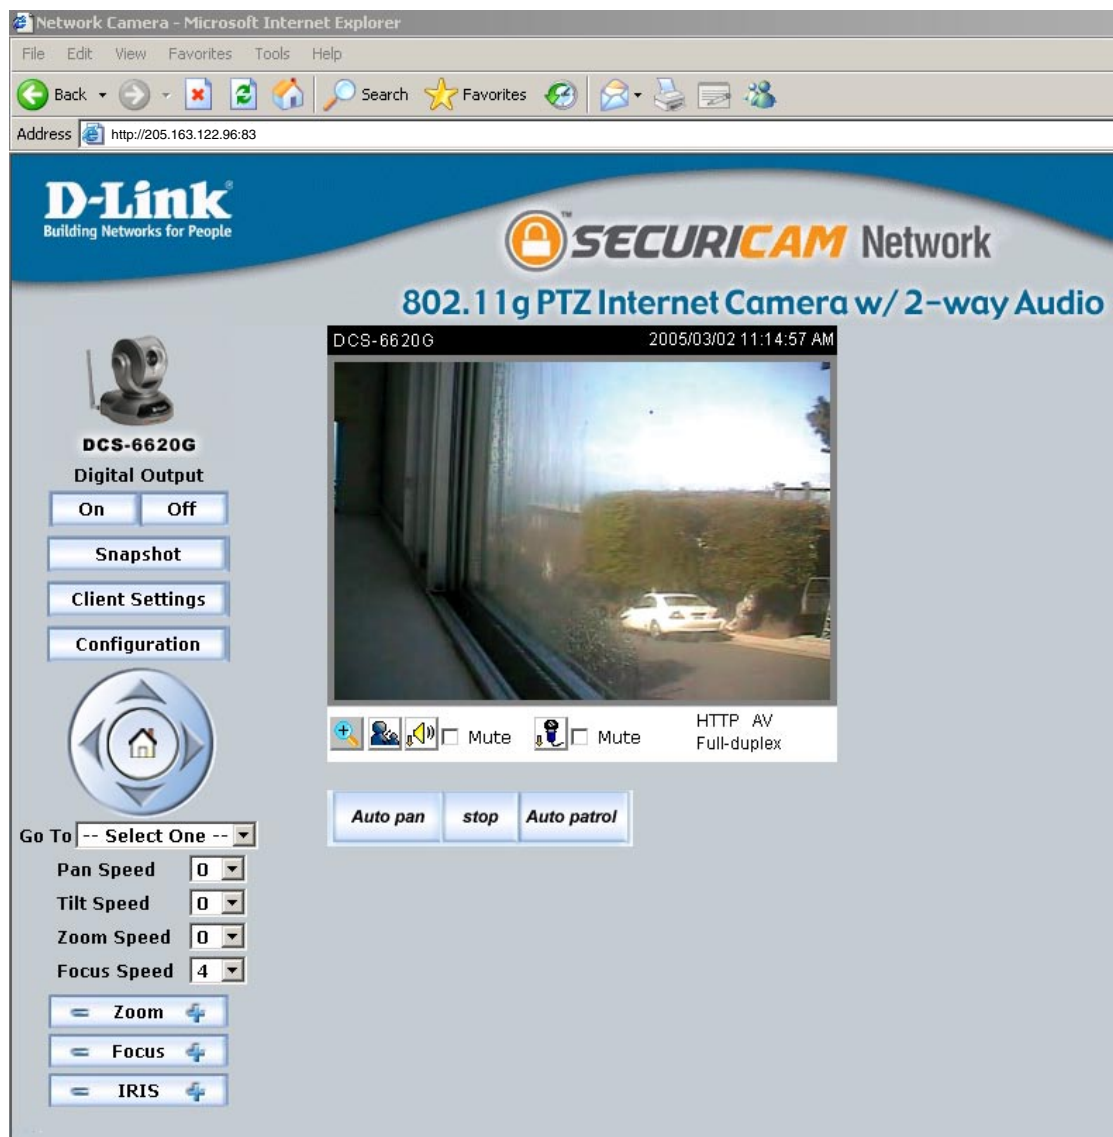 Network Camera - Microsoft Internet Explorer
File Edit View Favorites Tools Help
Back Search Favorites
Address http://205.163.122.96:83
D-Link®
Building Networks for People
™ SECURICAM Network
802.11g PTZ Internet Camera w/ 2-way Audio
DCS-6620G 2005/03/02 11:14:57 AM
DCS-6620G
Digital Output
On Off
Snapshot
Client Settings
Configuration
Mute Mute HTTP AV
Full-duplex
Auto pan stop Auto patrol
Go To -- Select One --
Pan Speed 0
Tilt Speed 0
Zoom Speed 0
Focus Speed 4
Zoom
Focus
IRIS